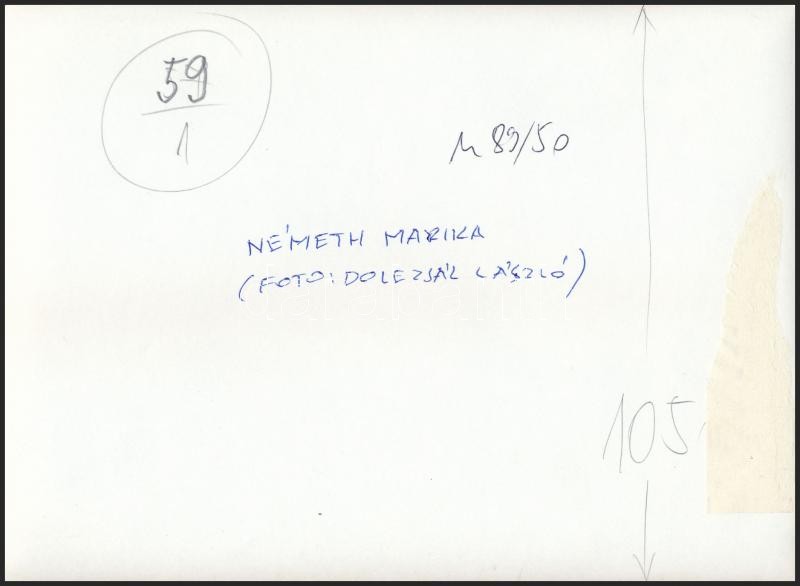 59
1
M 89/50
NÉMETH MARIKA
(FOTO: DOLEZSÁL LÁSZLÓ)
105